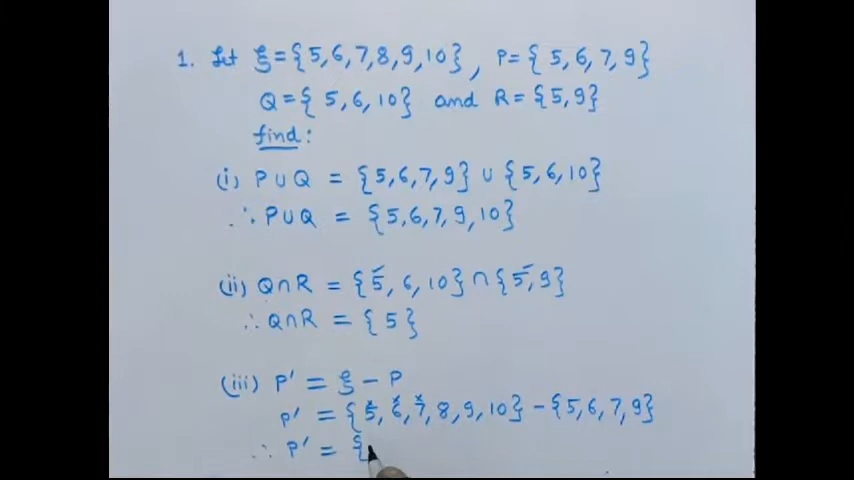 1. Let ξ = {5, 6, 7, 8, 9, 10}, P = {5, 6, 7, 9}
Q = {5, 6, 10} and R = {5, 9}
find:
(i) P ∪ Q = {5, 6, 7, 9} ∪ {5, 6, 10}
∴ P ∪ Q = {5, 6, 7, 9, 10}
(ii) Q ∩ R = {5, 6, 10} ∩ {5, 9}
∴ Q ∩ R = {5}
(iii) P' = ξ - P
P' = {5, 6, 7, 8, 9, 10} - {5, 6, 7, 9}
∴ P' = {